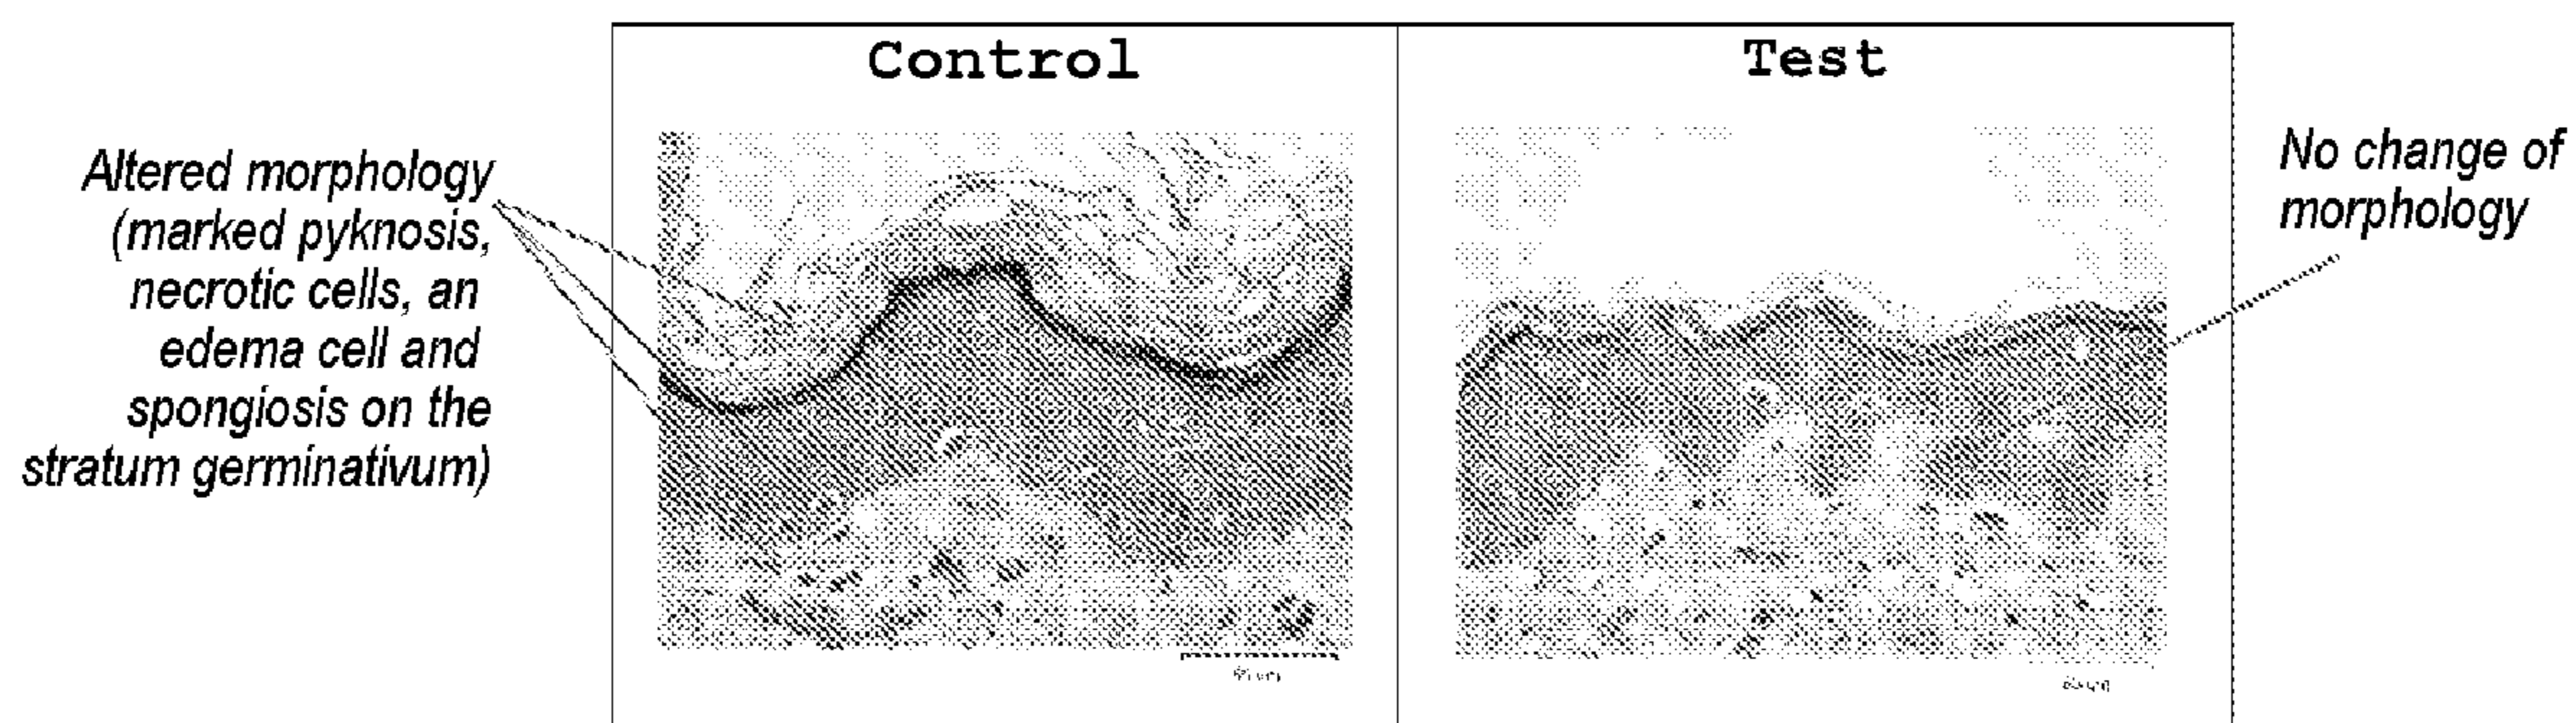 Control
Test
Altered morphology
(marked pyknosis,
necrotic cells, an
edema cell and
spongiosis on the
stratum germinativum)
No change of
morphology